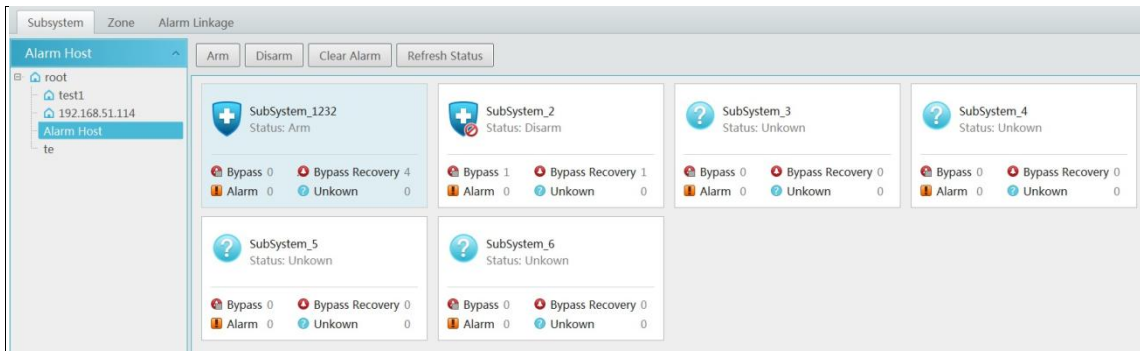 Subsystem Zone Alarm Linkage
Alarm Host
Arm Disarm Clear Alarm Refresh Status
root
test1
192.168.51.114
Alarm Host
te
SubSystem_1232
Status: Arm
Bypass 0 Bypass Recovery 4
Alarm 0 Unkown 0
SubSystem_2
Status: Disarm
Bypass 1 Bypass Recovery 1
Alarm 0 Unkown 0
SubSystem_3
Status: Unkown
Bypass 0 Bypass Recovery 0
Alarm 0 Unkown 0
SubSystem_4
Status: Unkown
Bypass 0 Bypass Recovery 0
Alarm 0 Unkown 0
SubSystem_5
Status: Unkown
Bypass 0 Bypass Recovery 0
Alarm 0 Unkown 0
SubSystem_6
Status: Unkown
Bypass 0 Bypass Recovery 0
Alarm 0 Unkown 0